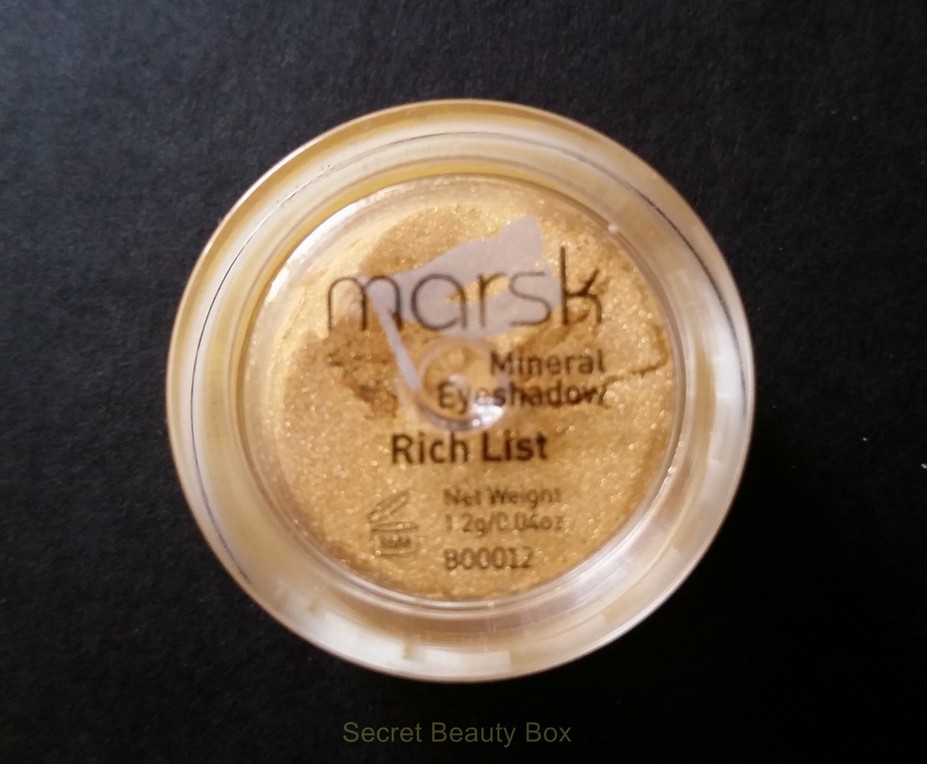 marsk
Mineral
Eyeshadow
Rich List
Net Weight
1.2g/0.04oz
B00012
Secret Beauty Box